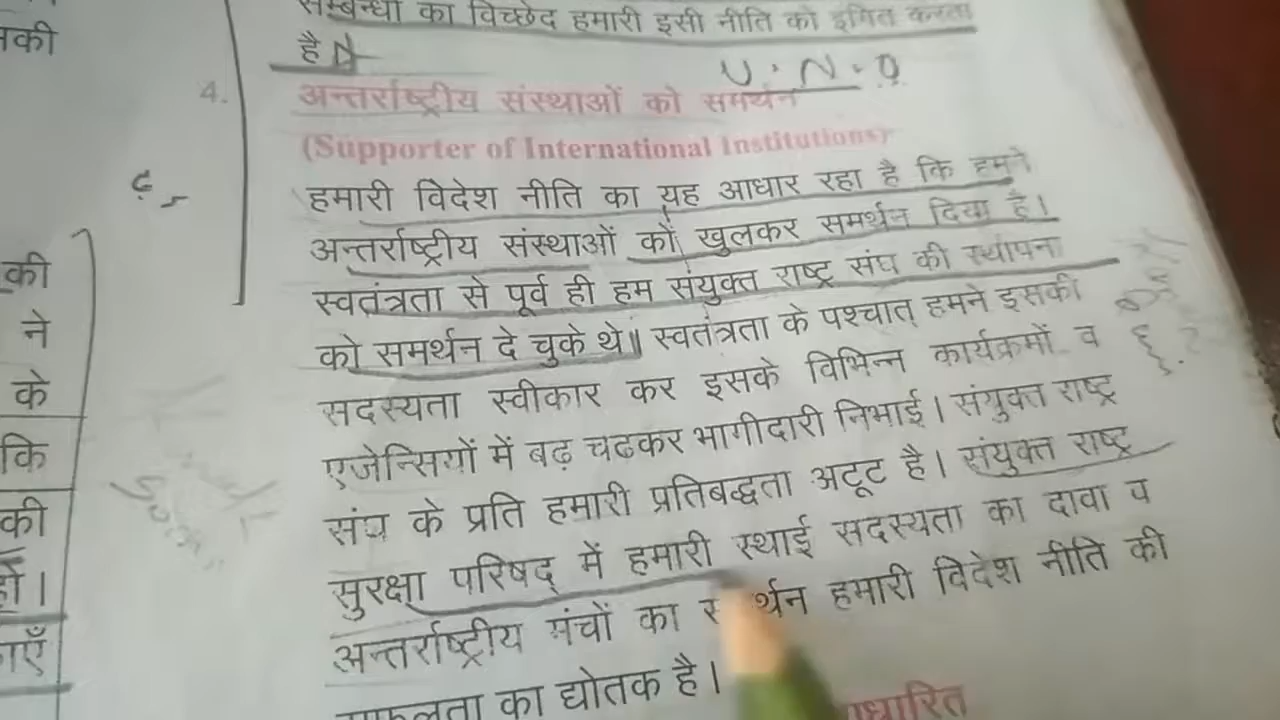 सम्बन्धों का विच्छेद हमारी इसी नीति को इंगित करता
है
U.N.O.
4. अन्तर्राष्ट्रीय संस्थाओं को समर्थन
(Supporter of International Institutions)
हमारी विदेश नीति का यह आधार रहा है कि हमने
अन्तर्राष्ट्रीय संस्थाओं को खुलकर समर्थन दिया है।
स्वतंत्रता से पूर्व ही हम संयुक्त राष्ट्र संघ की स्थापना
को समर्थन दे चुके थे॥ स्वतंत्रता के पश्चात् हमने इसकी
सदस्यता स्वीकार कर इसके विभिन्न कार्यक्रमों व
एजेन्सियों में बढ़ चढकर भागीदारी निभाई। संयुक्त राष्ट्र
संघ के प्रति हमारी प्रतिबद्धता अटूट है। संयुक्त राष्ट्र
सुरक्षा परिषद् में हमारी स्थाई सदस्यता का दावा व
अन्तर्राष्ट्रीय मंचों का हमारी विदेश नीति की
का द्योतक है।
की
ने
के
कि
की